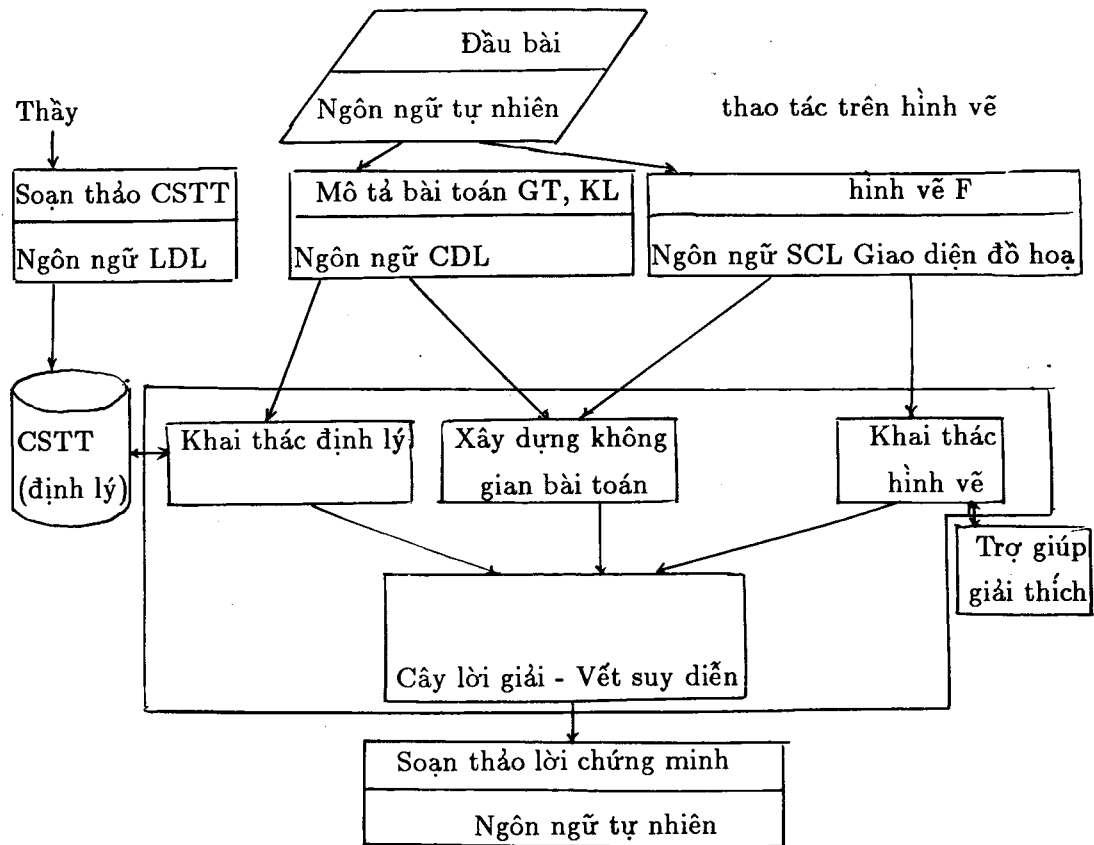 Đầu bài
Ngôn ngữ tự nhiên
thao tác trên hình vẽ
Thầy
Soạn thảo CSTT
Ngôn ngữ LDL
Mô tả bài toán GT, KL
Ngôn ngữ CDL
hình vẽ F
Ngôn ngữ SCL Giao diện đồ hoạ
CSTT
(định lý)
Khai thác định lý
Xây dựng không
gian bài toán
Khai thác
hình vẽ
Trợ giúp
giải thích
Cây lời giải - Vết suy diễn
Soạn thảo lời chứng minh
Ngôn ngữ tự nhiên